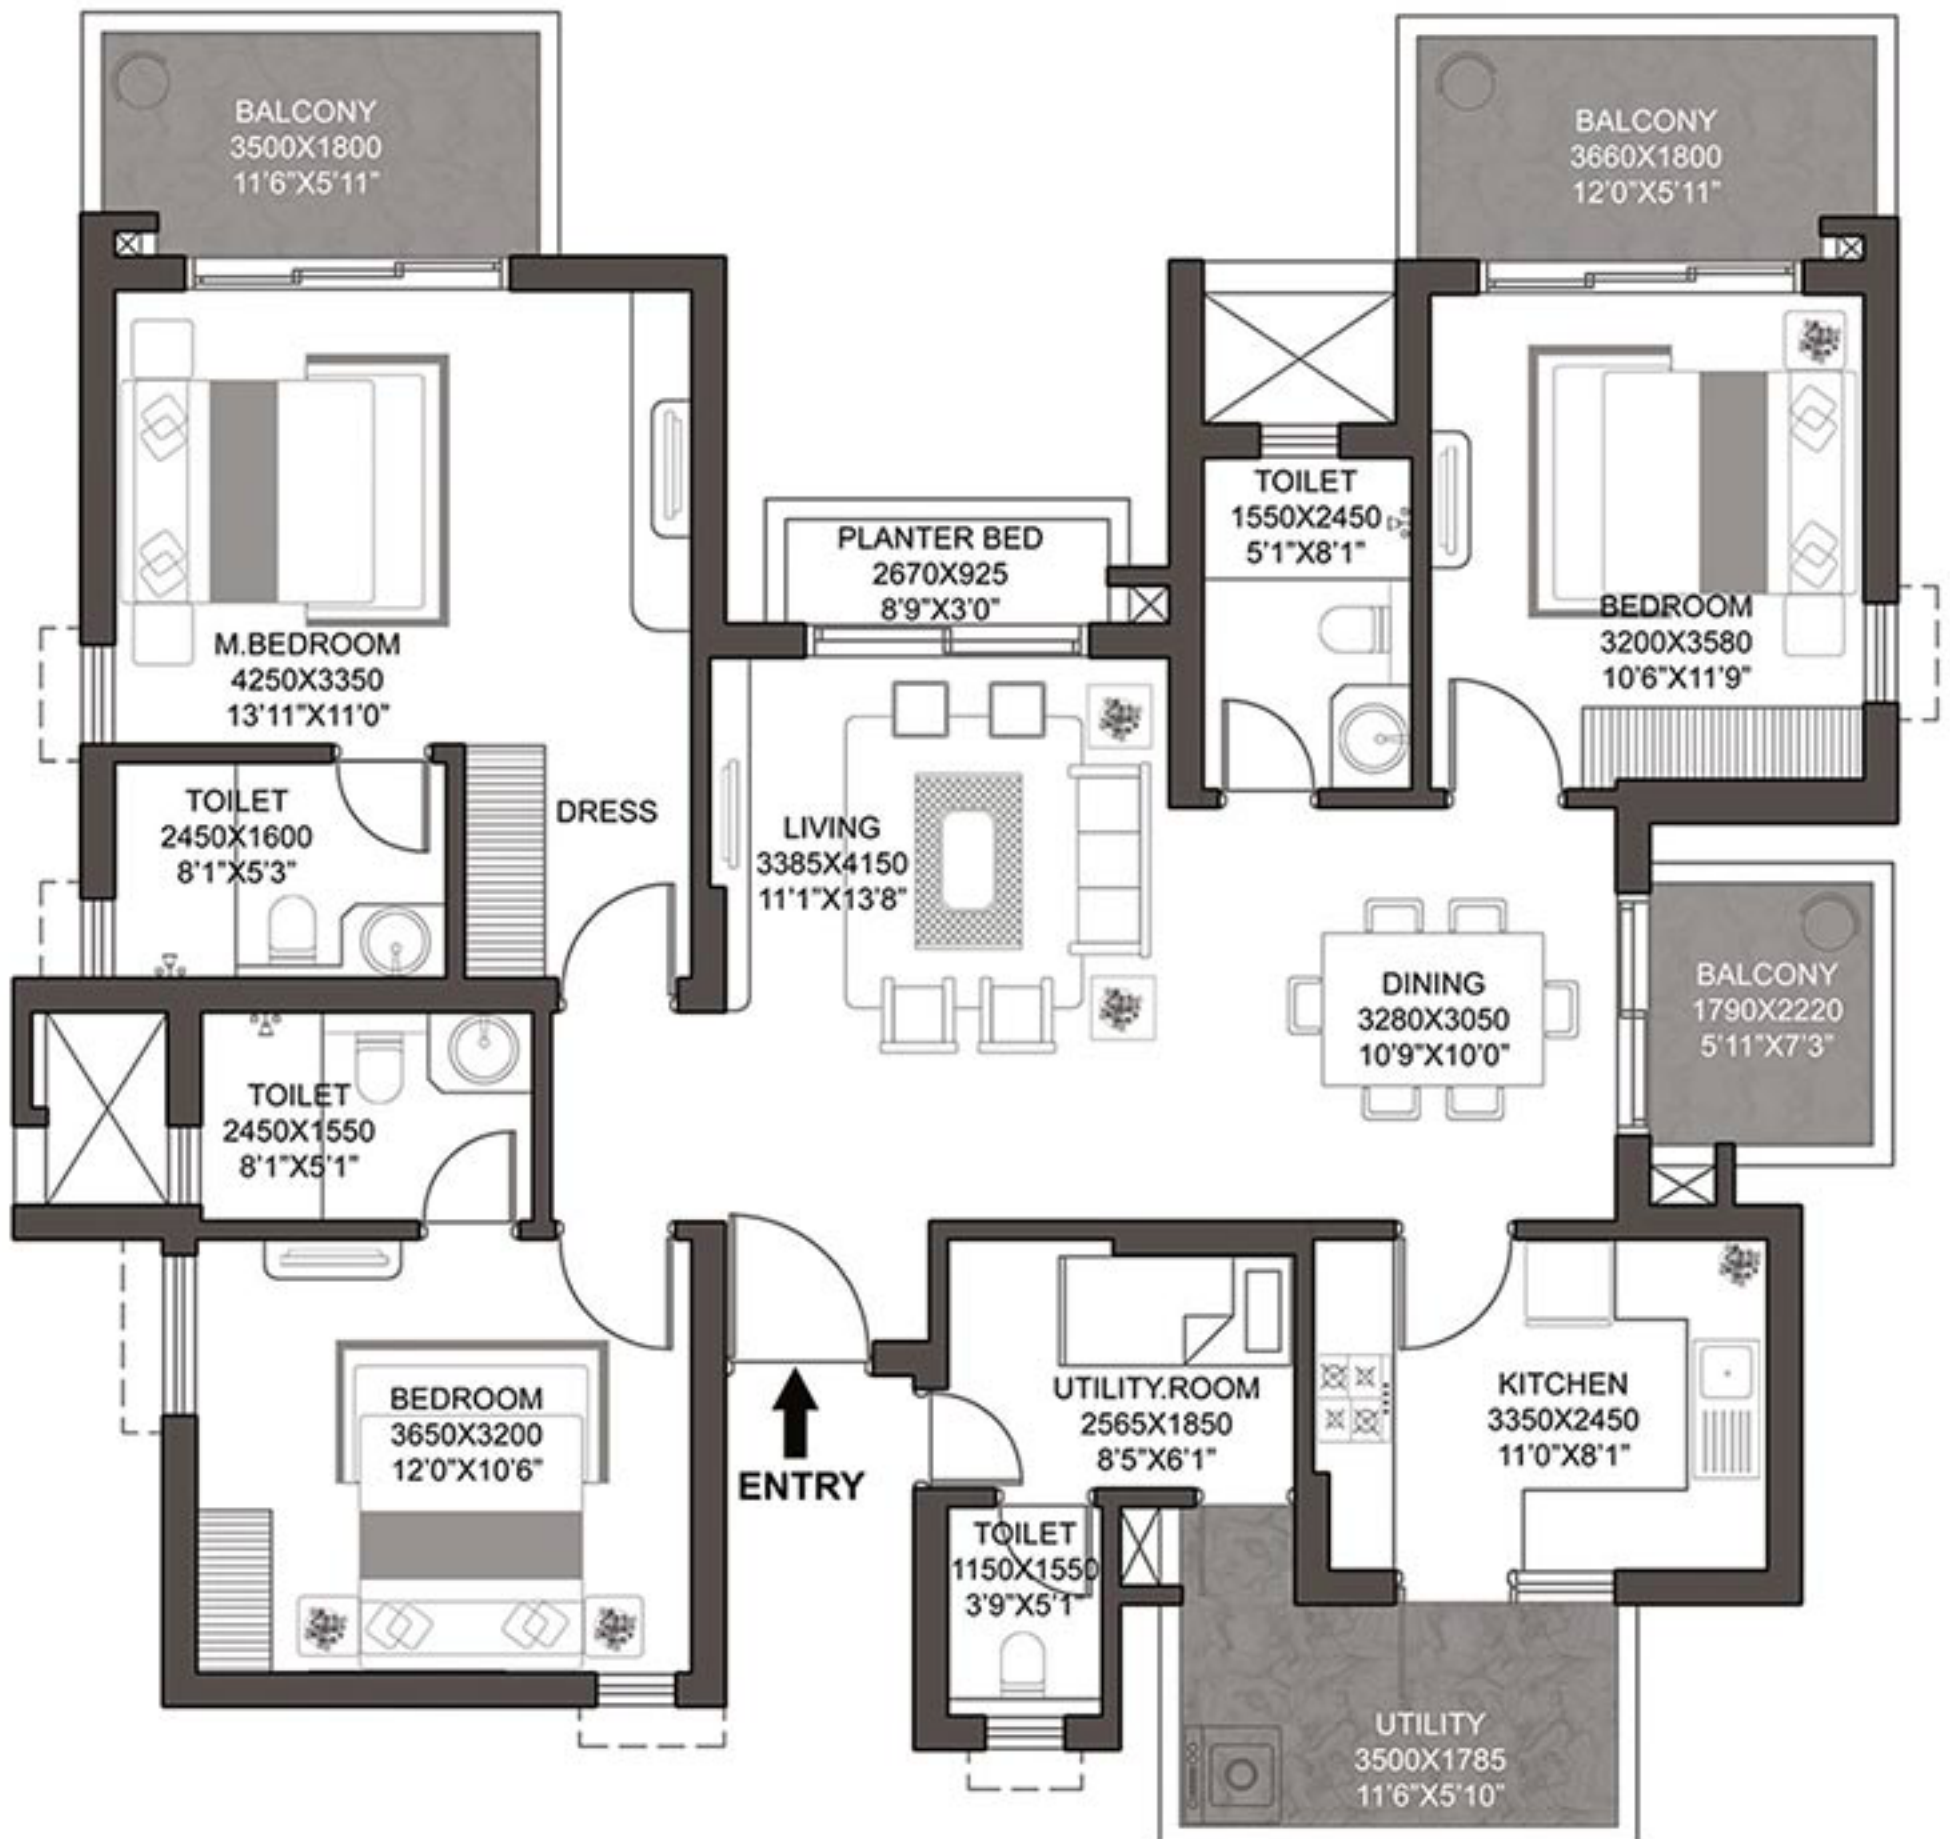 BALCONY
3500X1800
11'6"X5'11"
BALCONY
3660X1800
12'0"X5'11"
TOILET
1550X2450
5'1"X8'1"
PLANTER BED
2670X925
8'9"X3'0"
M.BEDROOM
4250X3350
13'11"X11'0"
BEDROOM
3200X3580
10'6"X11'9"
TOILET
2450X1600
8'1"X5'3"
DRESS
LIVING
3385X4150
11'1"X13'8"
DINING
3280X3050
10'9"X10'0"
BALCONY
1790X2220
5'11"X7'3"
TOILET
2450X1550
8'1"X5'1"
BEDROOM
3650X3200
12'0"X10'6"
ENTRY
UTILITY.ROOM
2565X1850
8'5"X6'1"
KITCHEN
3350X2450
11'0"X8'1"
TOILET
1150X1550
3'9"X5'1"
UTILITY
3500X1785
11'6"X5'10"